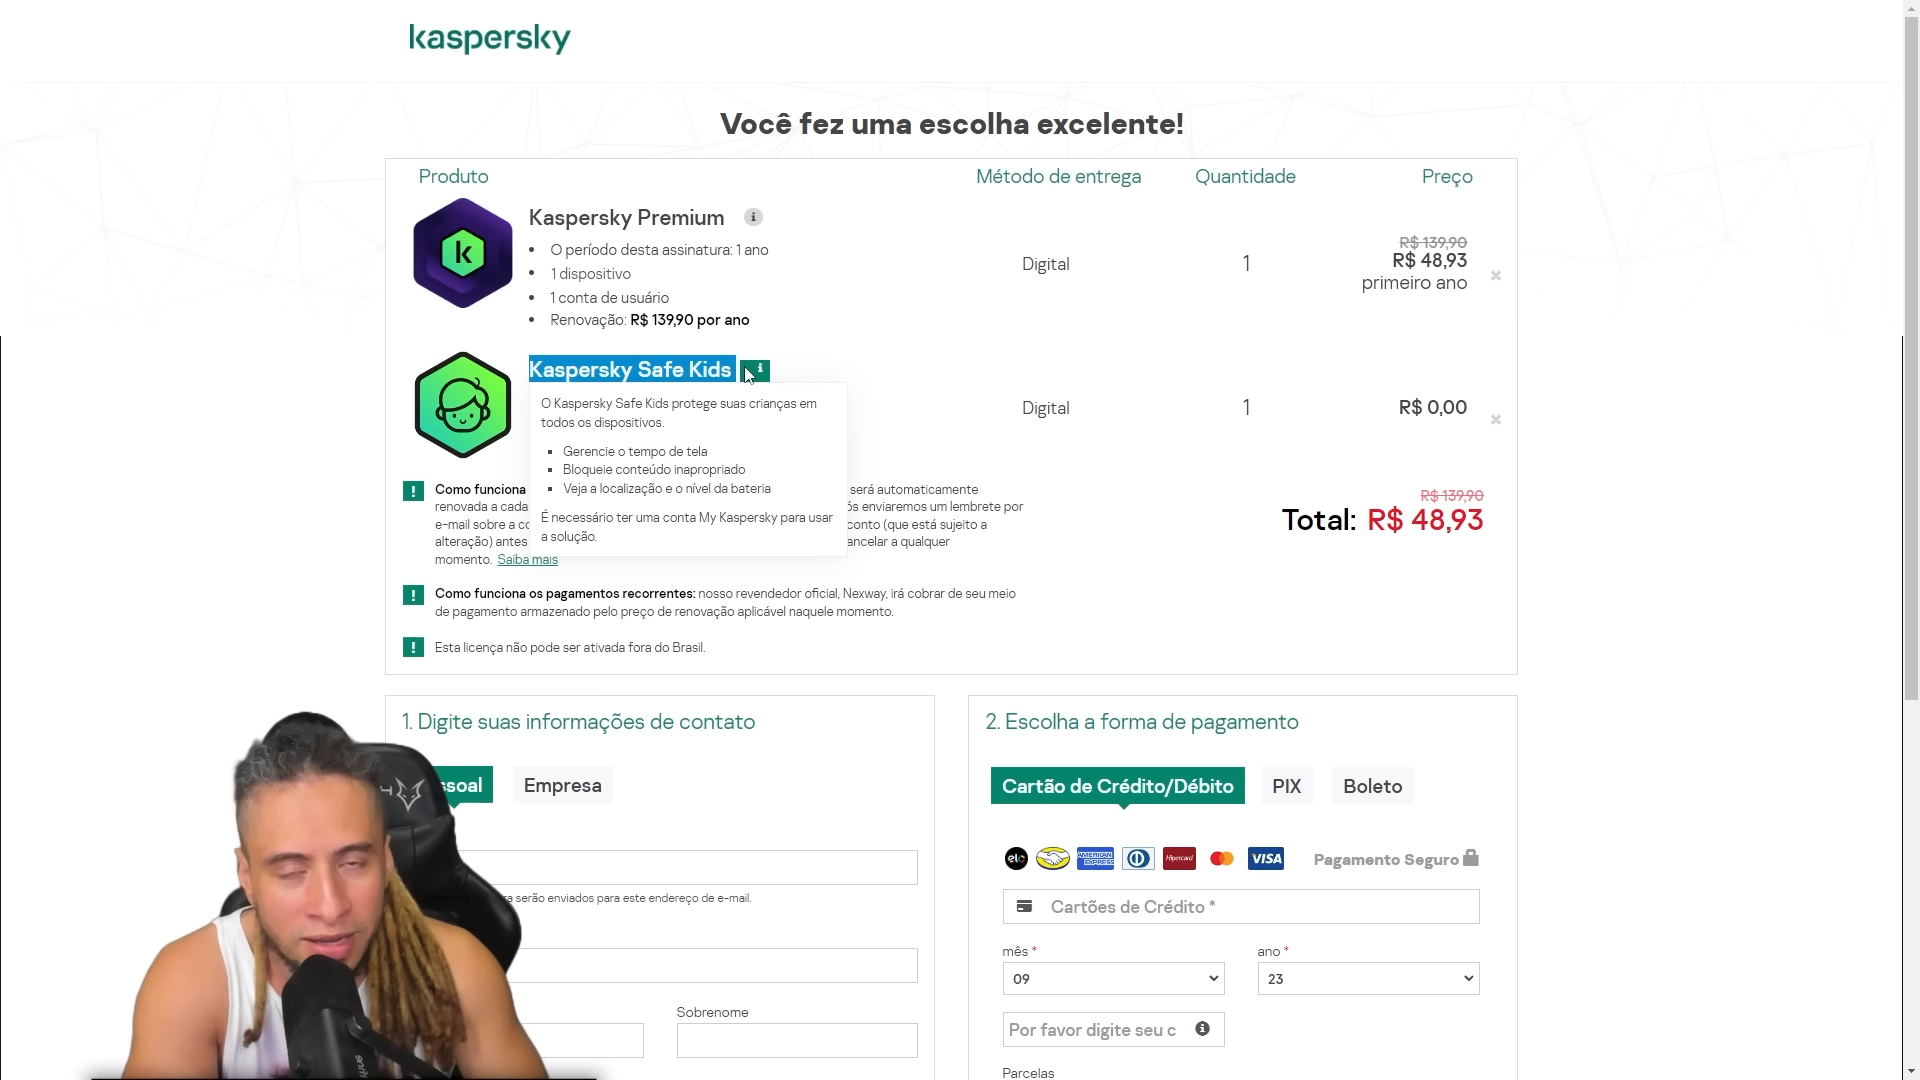 kaspersky
Você fez uma escolha excelente!
Produto
Método de entrega
Quantidade
Preço
Kaspersky Premium
O período desta assinatura: 1 ano
1 dispositivo
1 conta de usuário
Renovação: R$ 139,90 por ano
Digital
1
R$ 139,90
R$ 48,93
primeiro ano
Kaspersky Safe Kids
O Kaspersky Safe Kids protege suas crianças em
todos os dispositivos.
Gerencie o tempo de tela
Bloqueie conteúdo inapropriado
Veja a localização e o nível da bateria
É necessário ter uma conta My Kaspersky para usar
a solução.
Digital
1
R$ 0,00
Como funciona será automaticamente
renovada a cada ós enviaremos um lembrete por
e-mail sobre a co conto (que está sujeito a
alteração) antes ancelar a qualquer
momento. Saiba mais
R$ 139,90
Total: R$ 48,93
Como funciona os pagamentos recorrentes: nosso revendedor oficial, Nexway, irá cobrar de seu meio
de pagamento armazenado pelo preço de renovação aplicável naquele momento.
Esta licença não pode ser ativada fora do Brasil.
1. Digite suas informações de contato
ssoal
Empresa
ra serão enviados para este endereço de e-mail.
Sobrenome
2. Escolha a forma de pagamento
Cartão de Crédito/Débito
PIX
Boleto
elo
AMERICAN EXPRESS
Hipercard
VISA
Pagamento Seguro
Cartões de Crédito *
mês *
ano *
09
23
Por favor digite seu c
Parcelas